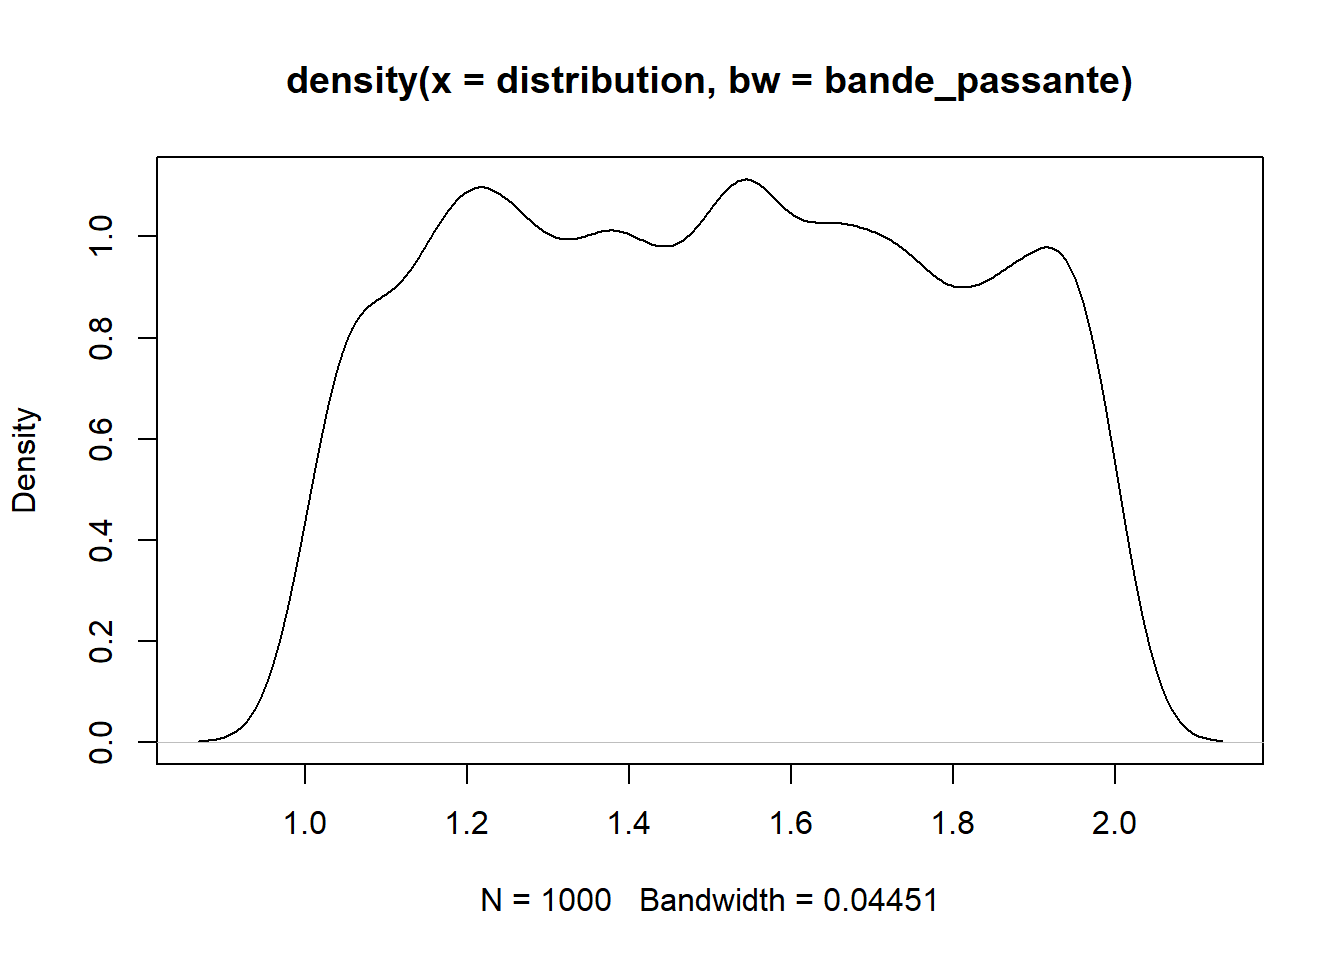 density(x = distribution, bw = bande_passante)
Density
0.0 0.2 0.4 0.6 0.8 1.0
1.0 1.2 1.4 1.6 1.8 2.0
N = 1000 Bandwidth = 0.04451